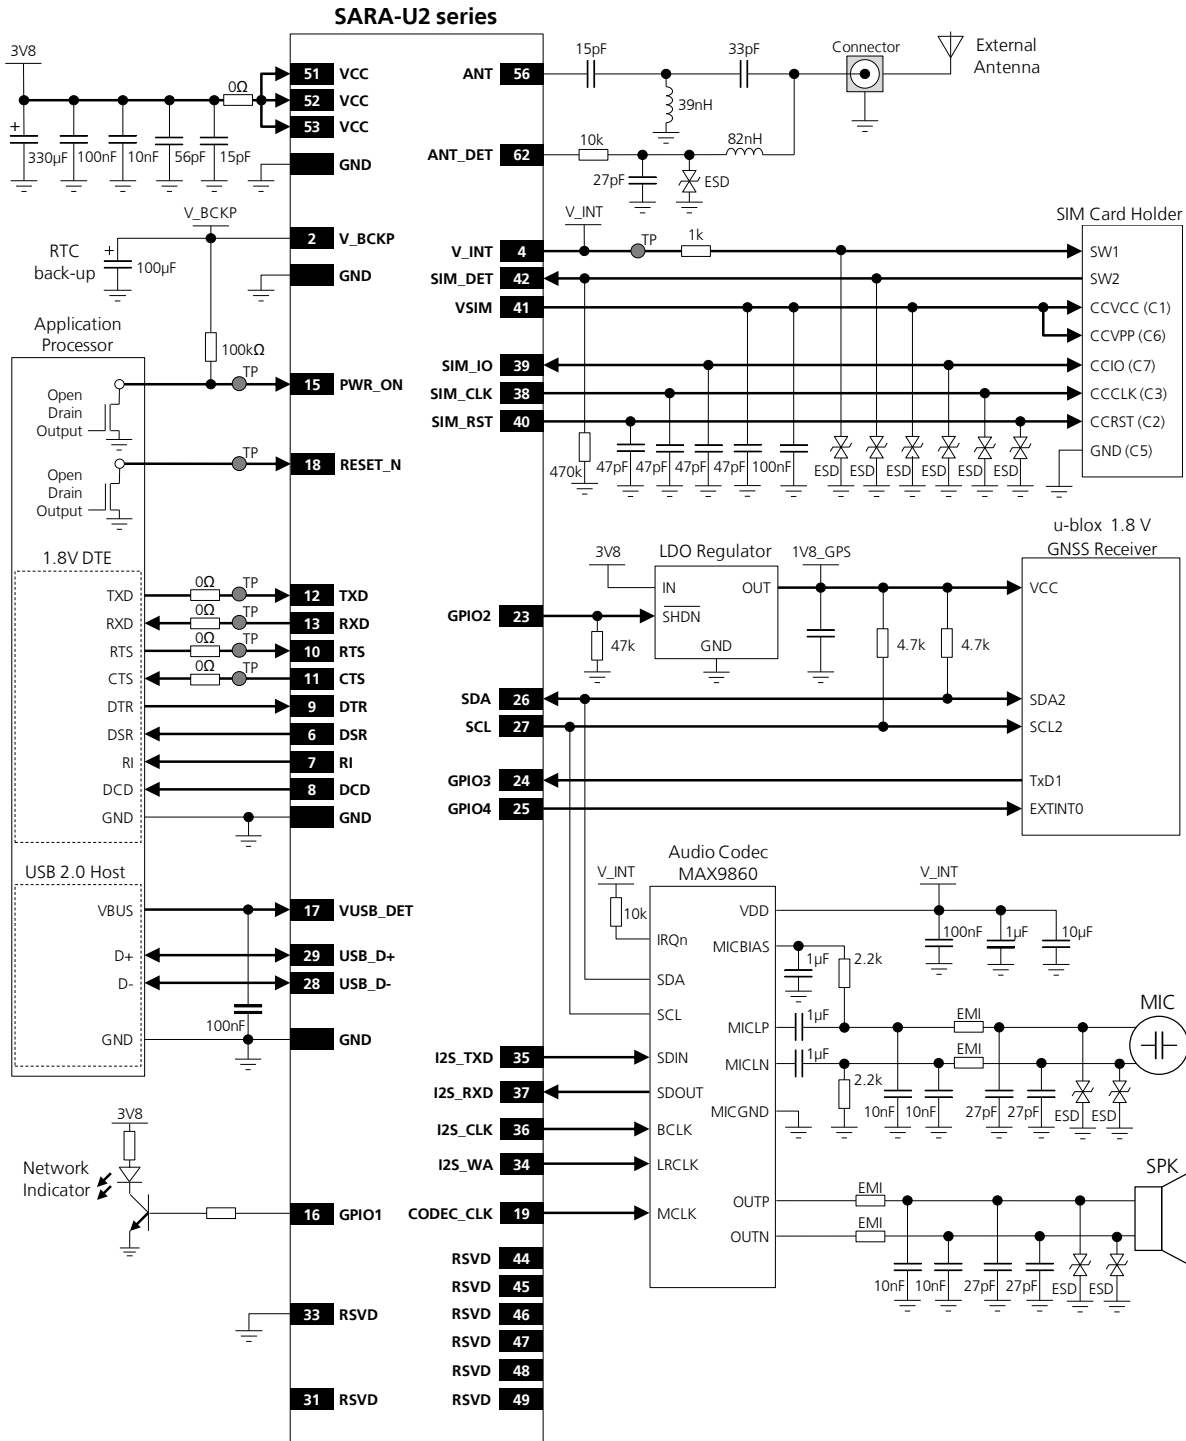 SARA-U2 series
3V8
+
330µF
100nF
10nF
56pF
15pF
0Ω
51 VCC
52 VCC
53 VCC
GND
V_BCKP
RTC
back-up
+
100µF
2 V_BCKP
GND
Application
Processor
100kΩ
TP
Open
Drain
Output
15 PWR_ON
TP
Open
Drain
Output
18 RESET_N
1.8V DTE
TXD 0Ω TP 12 TXD
RXD 0Ω TP 13 RXD
RTS 0Ω TP 10 RTS
CTS 0Ω TP 11 CTS
DTR 9 DTR
DSR 6 DSR
RI 7 RI
DCD 8 DCD
GND GND
USB 2.0 Host
VBUS 17 VUSB_DET
D+ 29 USB_D+
D- 28 USB_D-
100nF
GND GND
3V8
Network
Indicator
16 GPIO1
33 RSVD
31 RSVD
ANT 56
15pF
33pF
39nH
Connector
External
Antenna
ANT_DET 62
10k
82nH
27pF
ESD
V_INT
TP
1k
SIM Card Holder
V_INT 4 SW1
SIM_DET 42 SW2
VSIM 41 CCVCC (C1)
CCVPP (C6)
SIM_IO 39 CCIO (C7)
SIM_CLK 38 CCCLK (C3)
SIM_RST 40 CCRST (C2)
GND (C5)
470k 47pF 47pF 47pF 47pF 100nF ESD ESD ESD ESD ESD ESD
u-blox 1.8 V
GNSS Receiver
3V8
LDO Regulator
1V8_GPS
IN OUT
SHDN
GND
VCC
GPIO2 23
47k
4.7k
4.7k
SDA 26 SDA2
SCL 27 SCL2
GPIO3 24 TxD1
GPIO4 25 EXTINT0
Audio Codec
MAX9860
V_INT
10k
V_INT
VDD
100nF
1µF
10µF
IRQn
MICBIAS
1µF
2.2k
SDA
SCL
MIC
MICLP
1µF
EMI
I2S_TXD 35 SDIN
MICLN
1µF
EMI
2.2k
I2S_RXD 37 SDOUT
MICGND
10nF 10nF 27pF 27pF ESD ESD
I2S_CLK 36 BCLK
I2S_WA 34 LRCLK
SPK
OUTP
EMI
CODEC_CLK 19 MCLK
OUTN
EMI
10nF 10nF 27pF 27pF ESD ESD
RSVD 44
RSVD 45
RSVD 46
RSVD 47
RSVD 48
RSVD 49